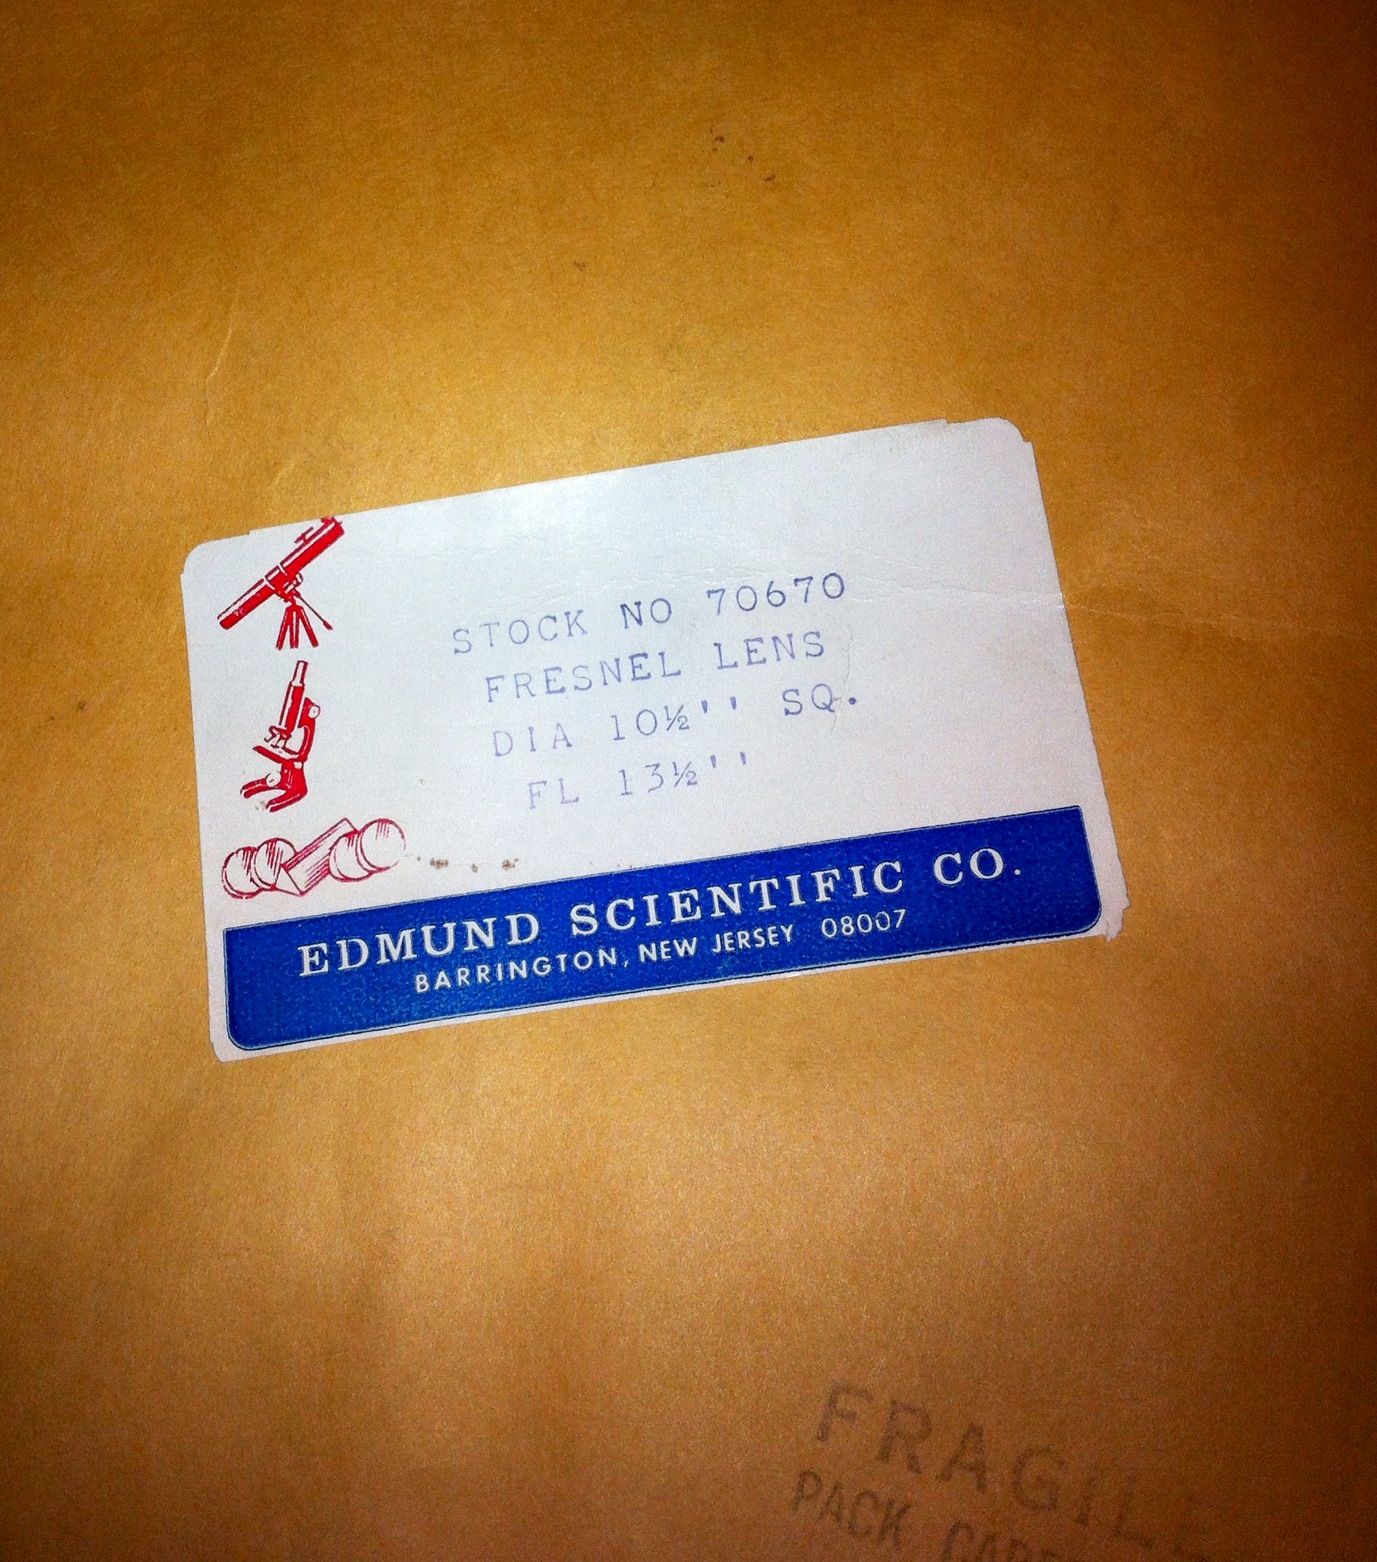 STOCK NO 70670
FRESNEL LENS
DIA 10½'' SQ.
FL 13½''
EDMUND SCIENTIFIC CO.
BARRINGTON, NEW JERSEY 08007
FRAGIL
PACK